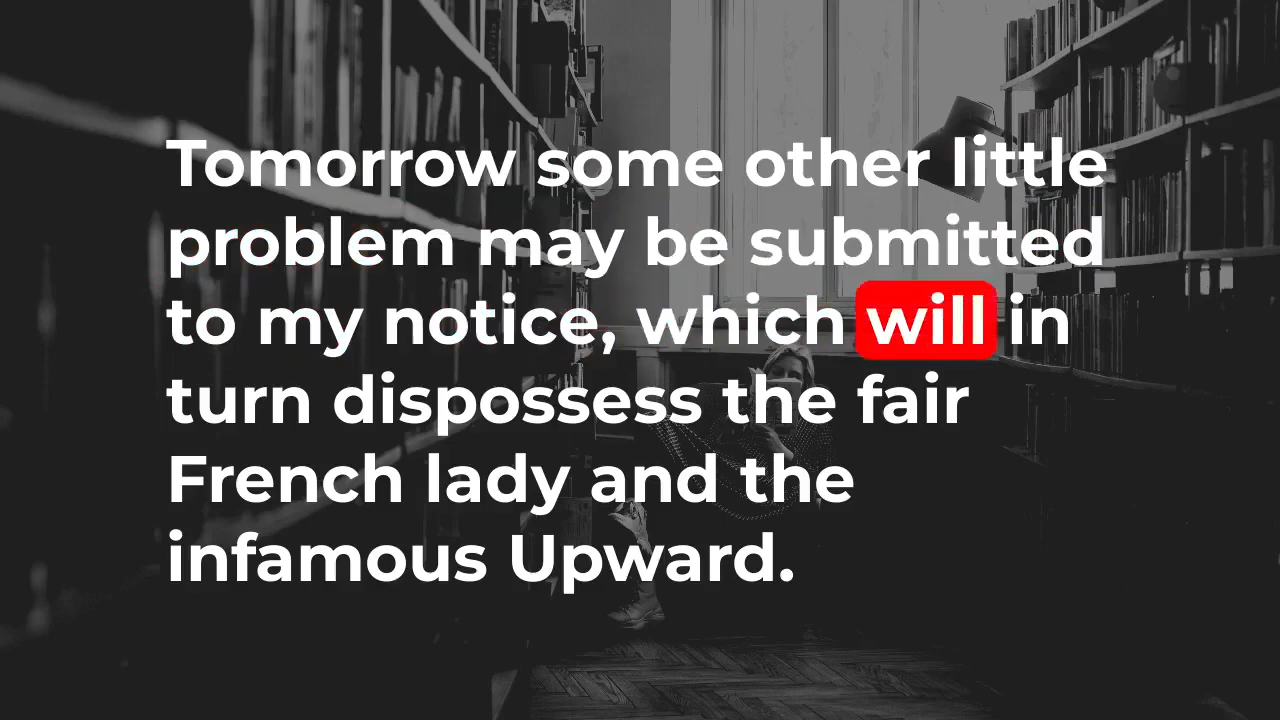 Tomorrow some other little
problem may be submitted
to my notice, which will in
turn dispossess the fair
French lady and the
infamous Upward.